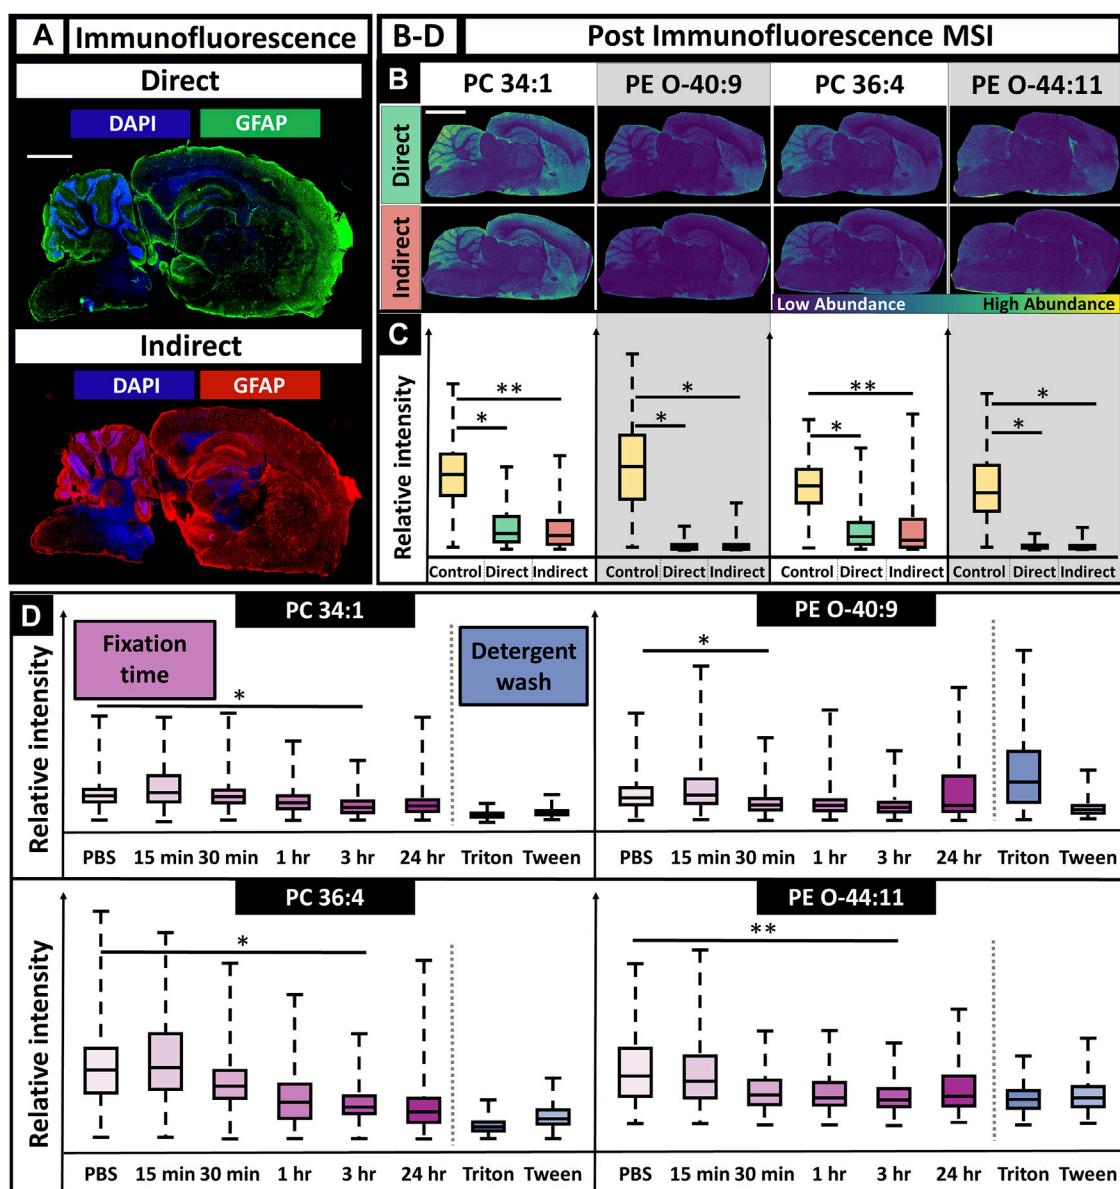 A Immunofluorescence
Direct
DAPI GFAP
Indirect
DAPI GFAP
B-D Post Immunofluorescence MSI
B PC 34:1 PE O-40:9 PC 36:4 PE O-44:11
Direct
Indirect
Low Abundance High Abundance
C
Relative intensity
** * * * ** * * *
Control Direct Indirect Control Direct Indirect Control Direct Indirect Control Direct Indirect
D PC 34:1 PE O-40:9
Fixation
time
Detergent
wash
* *
Relative intensity
PBS 15 min 30 min 1 hr 3 hr 24 hr Triton Tween PBS 15 min 30 min 1 hr 3 hr 24 hr Triton Tween
PC 36:4 PE O-44:11
* **
Relative intensity
PBS 15 min 30 min 1 hr 3 hr 24 hr Triton Tween PBS 15 min 30 min 1 hr 3 hr 24 hr Triton Tween